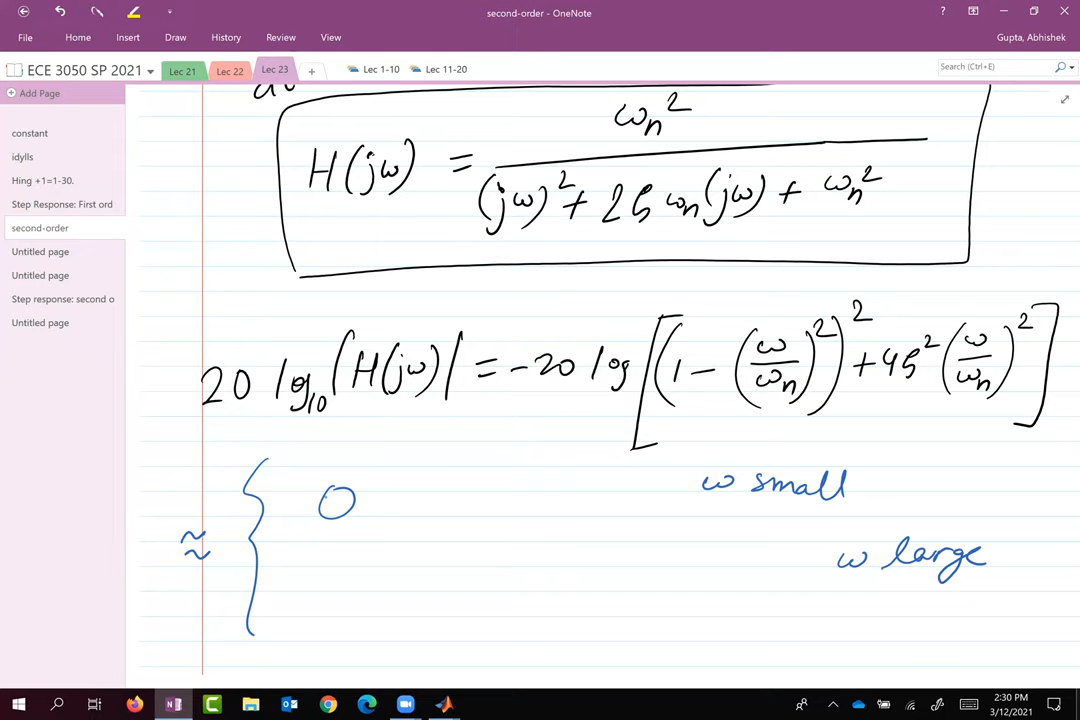 second-order - OneNote
File Home Insert Draw History Review View
Gupta, Abhishek
ECE 3050 SP 2021
Lec 21
Lec 22
Lec 23
Lec 1-10
Lec 11-20
Search (Ctrl+E)
Add Page
constant
idylls
Hing +1=1-30.
Step Response: First ord
second-order
Untitled page
Untitled page
Step response: second o
Untitled page
H(jω) = ωn² / ((jω)² + 2ζωn(jω) + ωn²)
20 log₁₀ |H(jω)| = -20 log [(1 - (ω/ωn)²)² + 4ζ² (ω/ωn)²]
≈ { 0 ω small
ω large
2:30 PM
3/12/2021